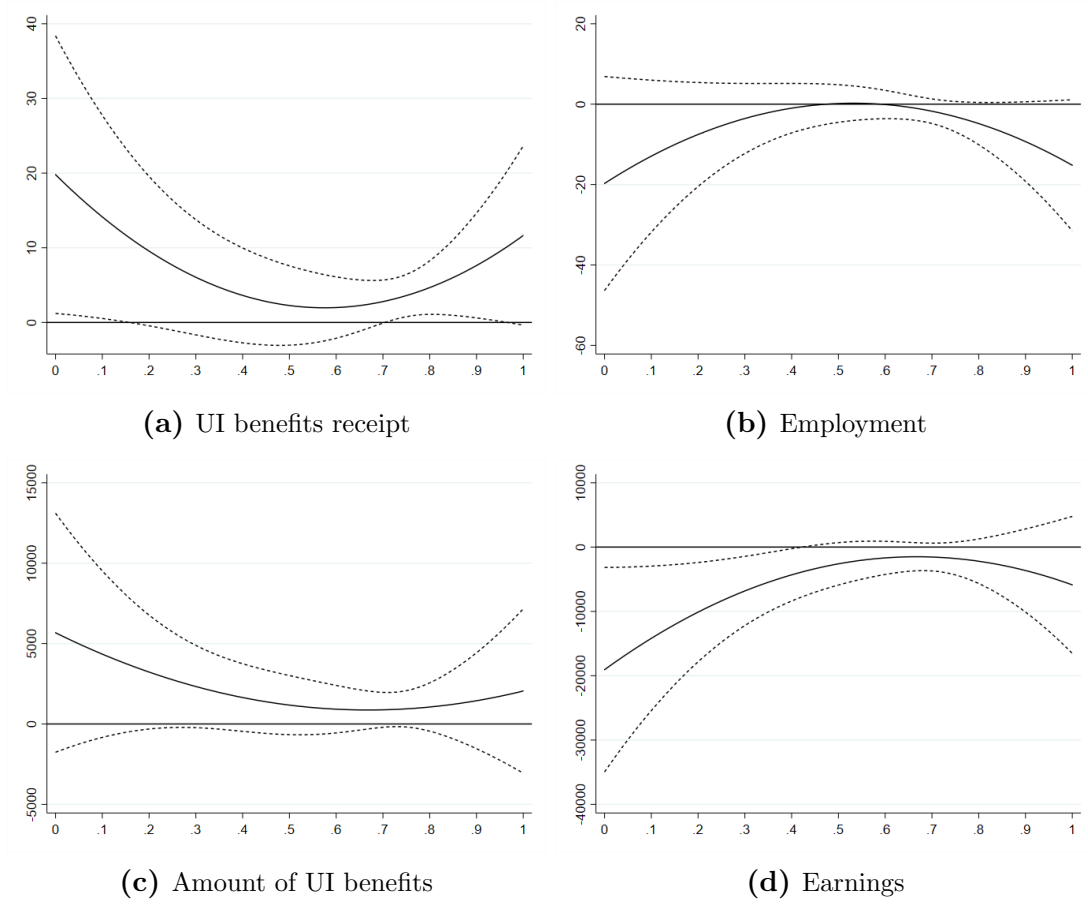 40
30
20
10
0
0 .1 .2 .3 .4 .5 .6 .7 .8 .9 1
(a) UI benefits receipt
20
0
-20
-40
-60
0 .1 .2 .3 .4 .5 .6 .7 .8 .9 1
(b) Employment
15000
10000
5000
0
-5000
0 .1 .2 .3 .4 .5 .6 .7 .8 .9 1
(c) Amount of UI benefits
10000
0
-10000
-20000
-30000
-40000
0 .1 .2 .3 .4 .5 .6 .7 .8 .9 1
(d) Earnings